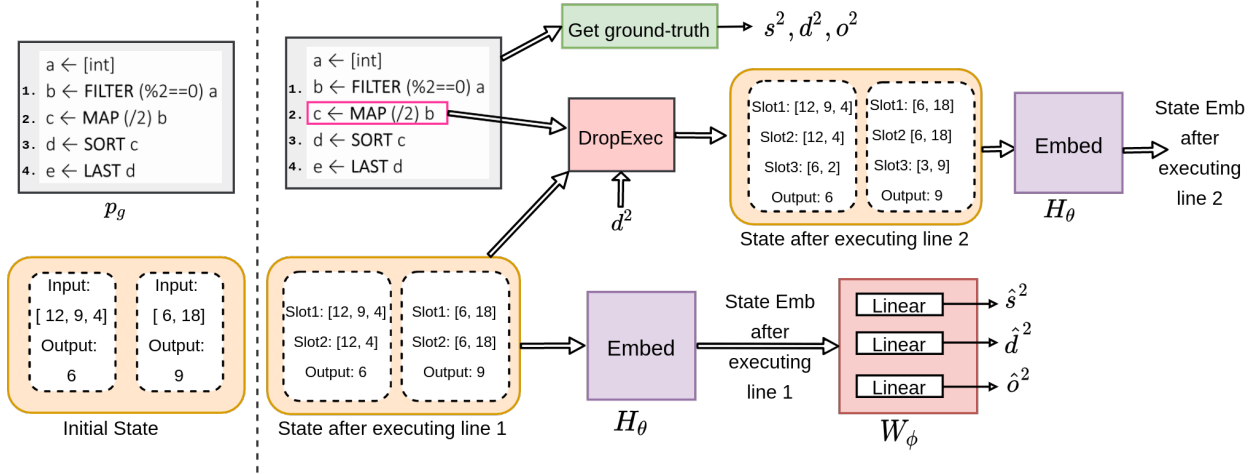 a ← [int]
1. b ← FILTER (%2==0) a
2. c ← MAP (/2) b
3. d ← SORT c
4. e ← LAST d
p_g
Input:
[ 12, 9, 4]
Output:
6
Input:
[ 6, 18]
Output:
9
Initial State
a ← [int]
1. b ← FILTER (%2==0) a
2. c ← MAP (/2) b
3. d ← SORT c
4. e ← LAST d
Get ground-truth
s², d², o²
DropExec
d²
Slot1: [12, 9, 4]
Slot2: [12, 4]
Slot3: [6, 2]
Output: 6
Slot1: [6, 18]
Slot2 [6, 18]
Slot3: [3, 9]
Output: 9
State after executing line 2
Embed
H_θ
State Emb
after
executing
line 2
Slot1: [12, 9, 4]
Slot2: [12, 4]
Output: 6
Slot1: [6, 18]
Slot2: [6, 18]
Output: 9
State after executing line 1
Embed
H_θ
State Emb
after
executing
line 1
Linear
Linear
Linear
W_ϕ
ŝ²
d̂²
ô²